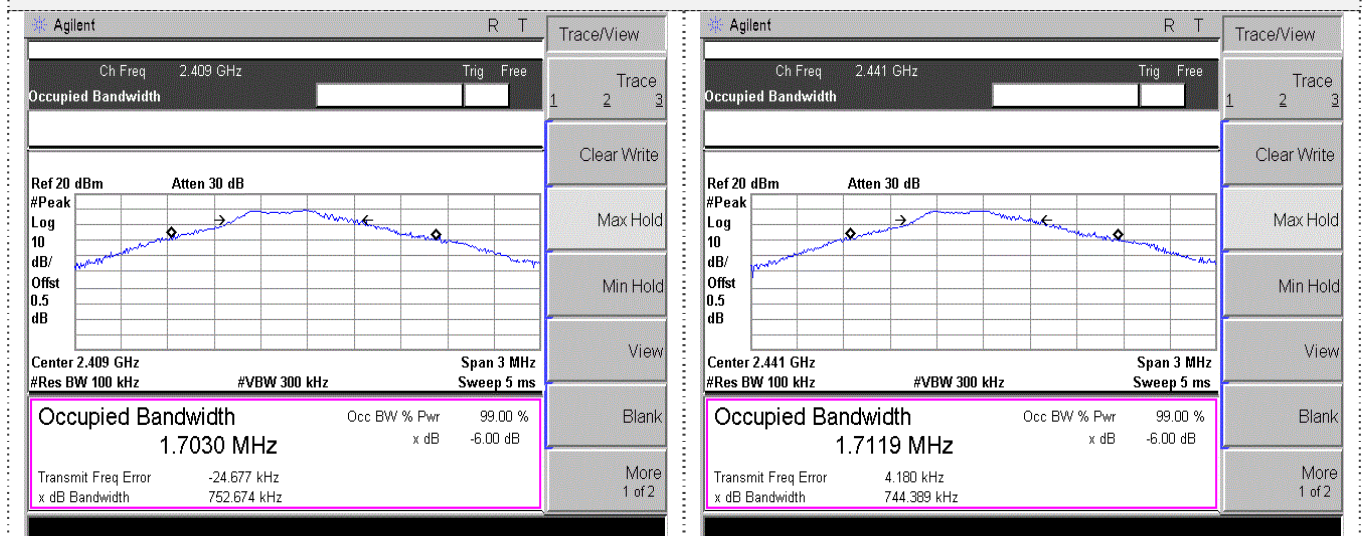 Agilent R T
Trace/View
Ch Freq 2.409 GHz Trig Free
Occupied Bandwidth
Trace
1 2 3
Clear Write
Ref 20 dBm Atten 30 dB
#Peak
Log
10
dB/
Offst
0.5
dB
Max Hold
Min Hold
View
Center 2.409 GHz Span 3 MHz
#Res BW 100 kHz #VBW 300 kHz Sweep 5 ms
Occupied Bandwidth Occ BW % Pwr 99.00 %
1.7030 MHz x dB -6.00 dB
Blank
Transmit Freq Error -24.677 kHz
x dB Bandwidth 752.674 kHz
More
1 of 2
Agilent R T
Trace/View
Ch Freq 2.441 GHz Trig Free
Occupied Bandwidth
Trace
1 2 3
Clear Write
Ref 20 dBm Atten 30 dB
#Peak
Log
10
dB/
Offst
0.5
dB
Max Hold
Min Hold
View
Center 2.441 GHz Span 3 MHz
#Res BW 100 kHz #VBW 300 kHz Sweep 5 ms
Occupied Bandwidth Occ BW % Pwr 99.00 %
1.7119 MHz x dB -6.00 dB
Blank
Transmit Freq Error 4.180 kHz
x dB Bandwidth 744.389 kHz
More
1 of 2